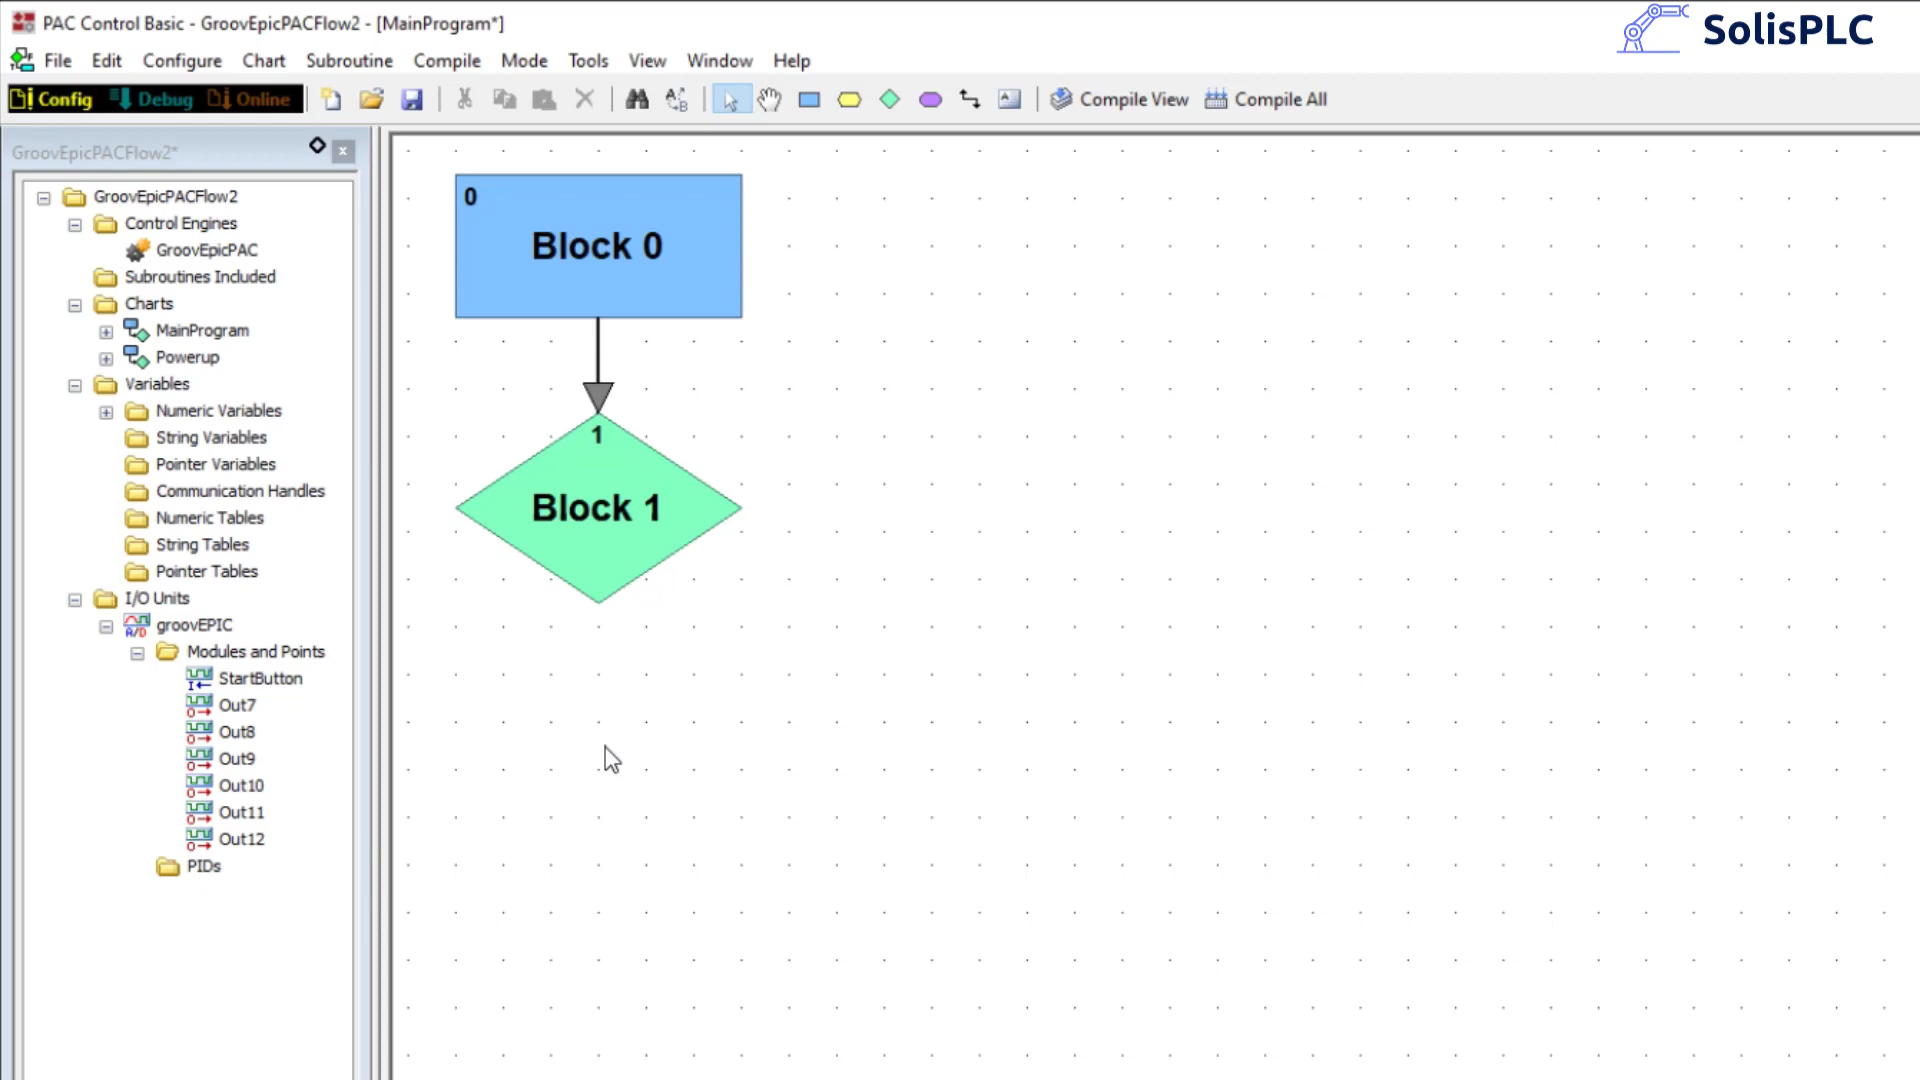 PAC Control Basic - GroovEpicPACFlow2 - [MainProgram*]
SolisPLC
File Edit Configure Chart Subroutine Compile Mode Tools View Window Help
Config Debug Online Compile View Compile All
GroovEpicPACFlow2*
GroovEpicPACFlow2
Control Engines
GroovEpicPAC
Subroutines Included
Charts
MainProgram
Powerup
Variables
Numeric Variables
String Variables
Pointer Variables
Communication Handles
Numeric Tables
String Tables
Pointer Tables
I/O Units
groovEPIC
Modules and Points
StartButton
Out7
Out8
Out9
Out10
Out11
Out12
PIDs
0
Block 0
1
Block 1